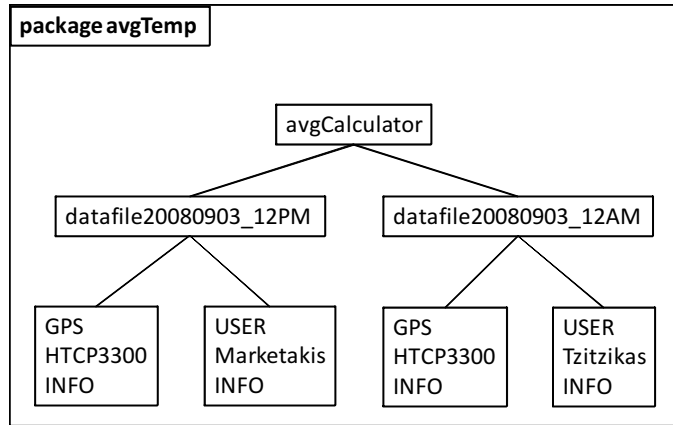 package avgTemp
avgCalculator
datafile20080903_12PM
datafile20080903_12AM
GPS
HTCP3300
INFO
USER
Marketakis
INFO
GPS
HTCP3300
INFO
USER
Tzitzikas
INFO